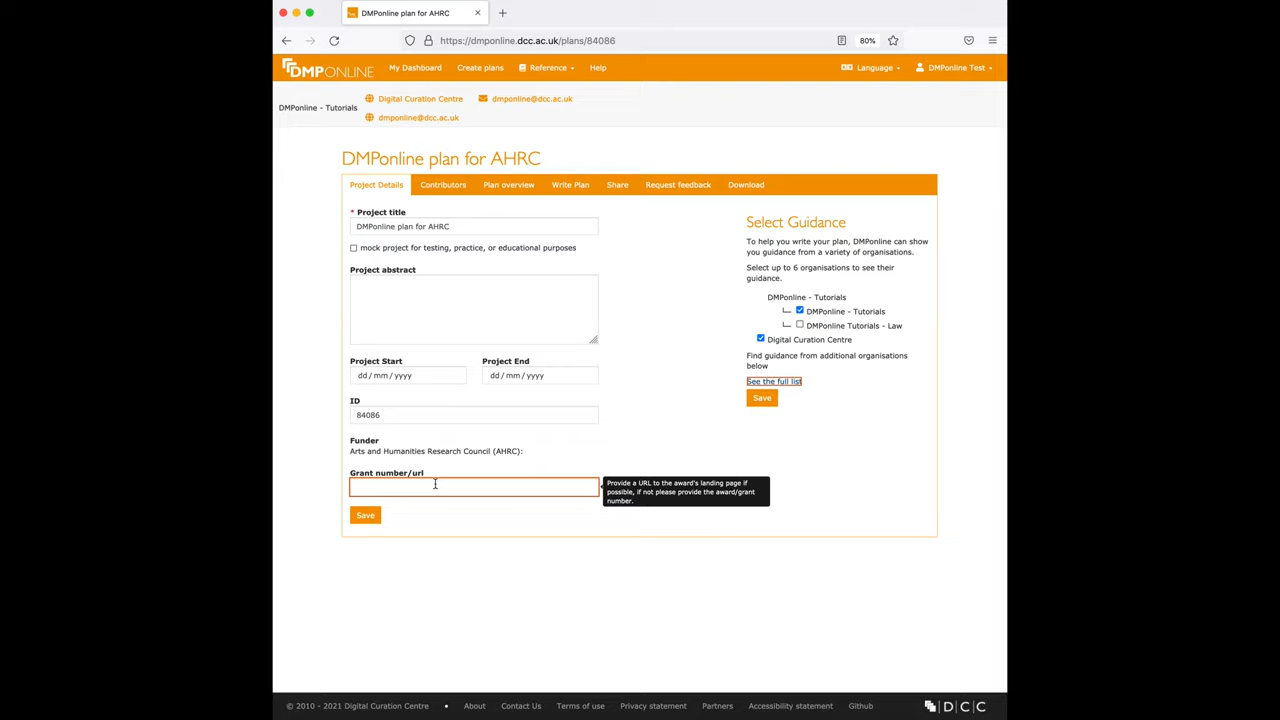 DMPonline plan for AHRC
https://dmponline.dcc.ac.uk/plans/84086
80%
DMPONLINE
My Dashboard
Create plans
Reference
Help
Language
DMPonline Test
DMPonline - Tutorials
Digital Curation Centre
dmponline@dcc.ac.uk
dmponline@dcc.ac.uk
DMPonline plan for AHRC
Project Details
Contributors
Plan overview
Write Plan
Share
Request feedback
Download
* Project title
DMPonline plan for AHRC
mock project for testing, practice, or educational purposes
Project abstract
Project Start
Project End
dd / mm / yyyy
dd / mm / yyyy
ID
84086
Funder
Arts and Humanities Research Council (AHRC):
Grant number/url
Provide a URL to the award's landing page if
possible, if not please provide the award/grant
number.
Save
Select Guidance
To help you write your plan, DMPonline can show
you guidance from a variety of organisations.
Select up to 6 organisations to see their
guidance.
DMPonline - Tutorials
DMPonline - Tutorials
DMPonline Tutorials - Law
Digital Curation Centre
Find guidance from additional organisations
below
See the full list
Save
© 2010 - 2021 Digital Curation Centre
About
Contact Us
Terms of use
Privacy statement
Partners
Accessibility statement
Github
DCC